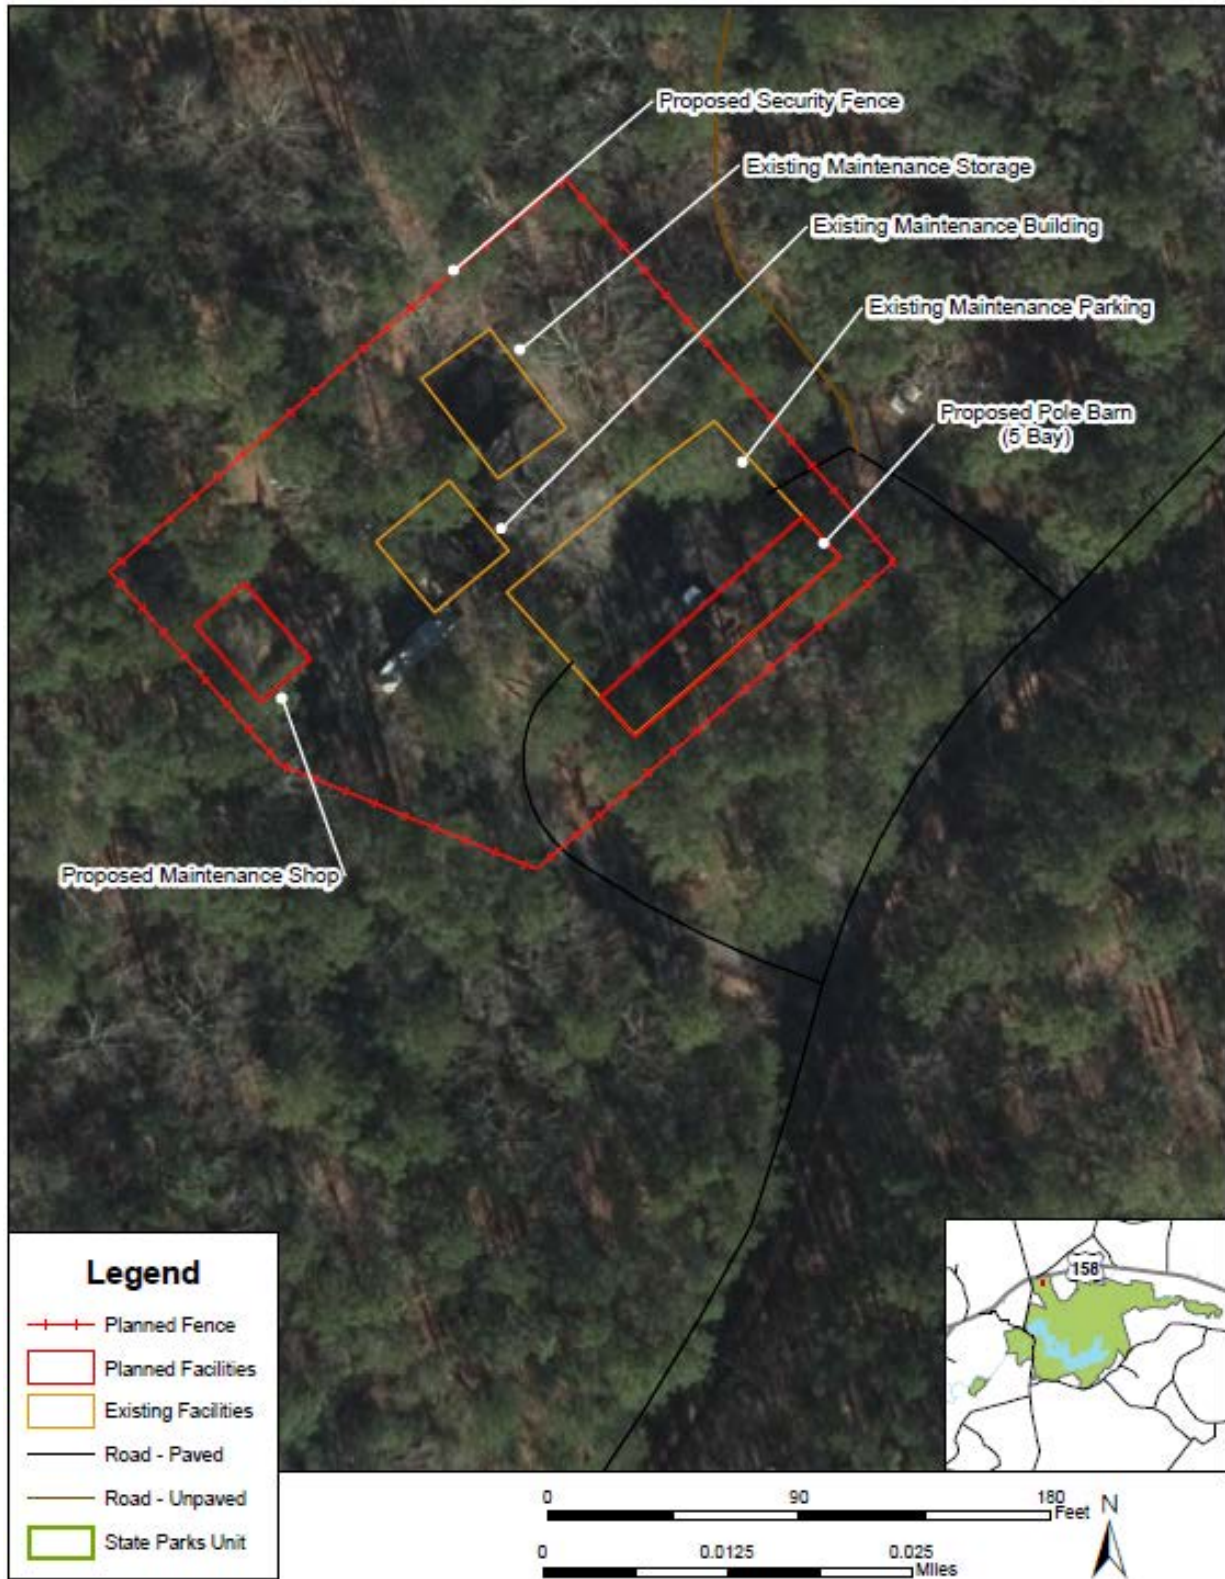 Proposed Security Fence
Existing Maintenance Storage
Existing Maintenance Building
Existing Maintenance Parking
Proposed Pole Barn
(5 Bay)
Proposed Maintenance Shop
Legend
Planned Fence
Planned Facilities
Existing Facilities
Road - Paved
Road - Unpaved
State Parks Unit
158
0 90 180
Feet
N
0 0.0125 0.025
Miles